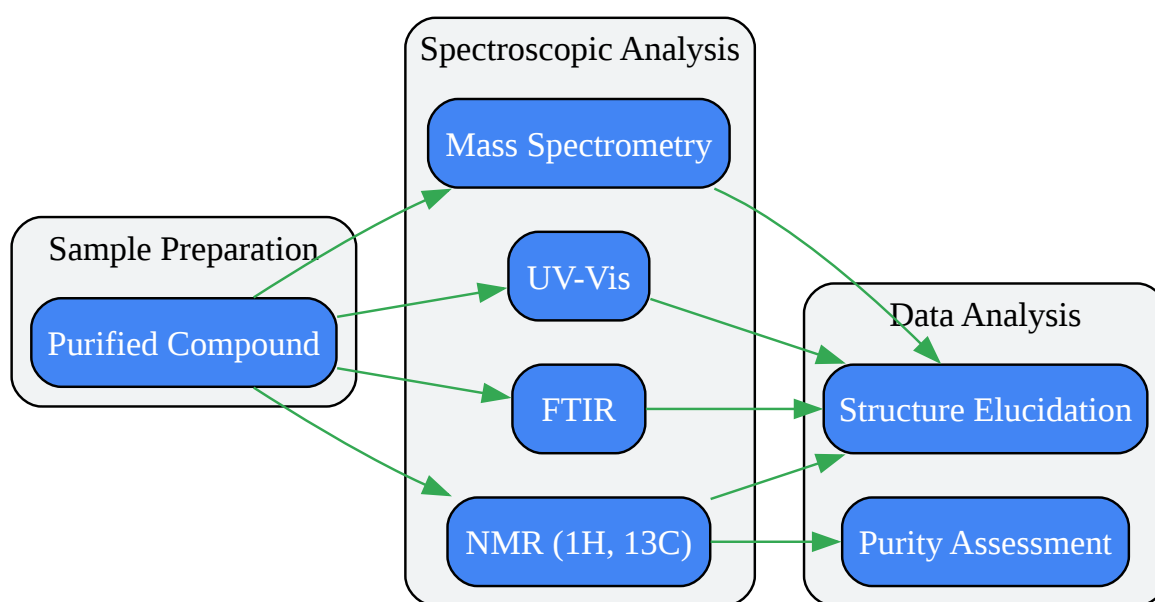 Sample Preparation
Purified Compound
Spectroscopic Analysis
Mass Spectrometry
UV-Vis
FTIR
NMR (1H, 13C)
Data Analysis
Structure Elucidation
Purity Assessment